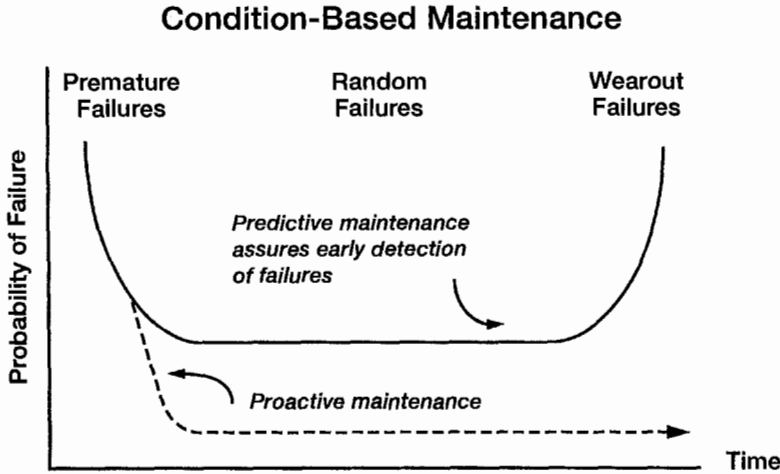 Condition-Based Maintenance
Premature
Failures
Random
Failures
Wearout
Failures
Probability of Failure
Predictive maintenance
assures early detection
of failures
Proactive maintenance
Time